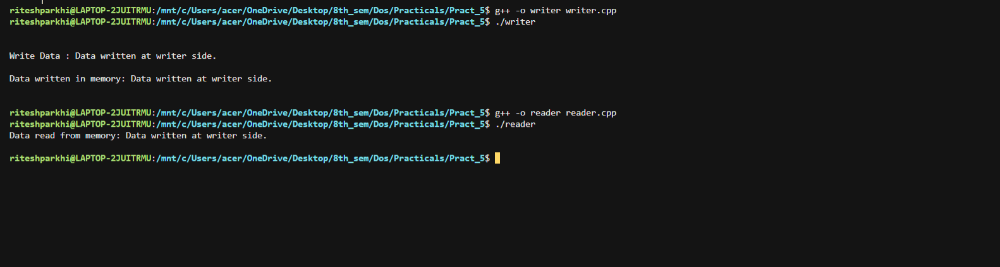 riteshparkhi@LAPTOP-2JUITRMU:/mnt/c/Users/acer/OneDrive/Desktop/8th_sem/Dos/Practicals/Pract_5$ g++ -o writer writer.cpp
riteshparkhi@LAPTOP-2JUITRMU:/mnt/c/Users/acer/OneDrive/Desktop/8th_sem/Dos/Practicals/Pract_5$ ./writer
Write Data : Data written at writer side.
Data written in memory: Data written at writer side.
riteshparkhi@LAPTOP-2JUITRMU:/mnt/c/Users/acer/OneDrive/Desktop/8th_sem/Dos/Practicals/Pract_5$ g++ -o reader reader.cpp
riteshparkhi@LAPTOP-2JUITRMU:/mnt/c/Users/acer/OneDrive/Desktop/8th_sem/Dos/Practicals/Pract_5$ ./reader
Data read from memory: Data written at writer side.
riteshparkhi@LAPTOP-2JUITRMU:/mnt/c/Users/acer/OneDrive/Desktop/8th_sem/Dos/Practicals/Pract_5$